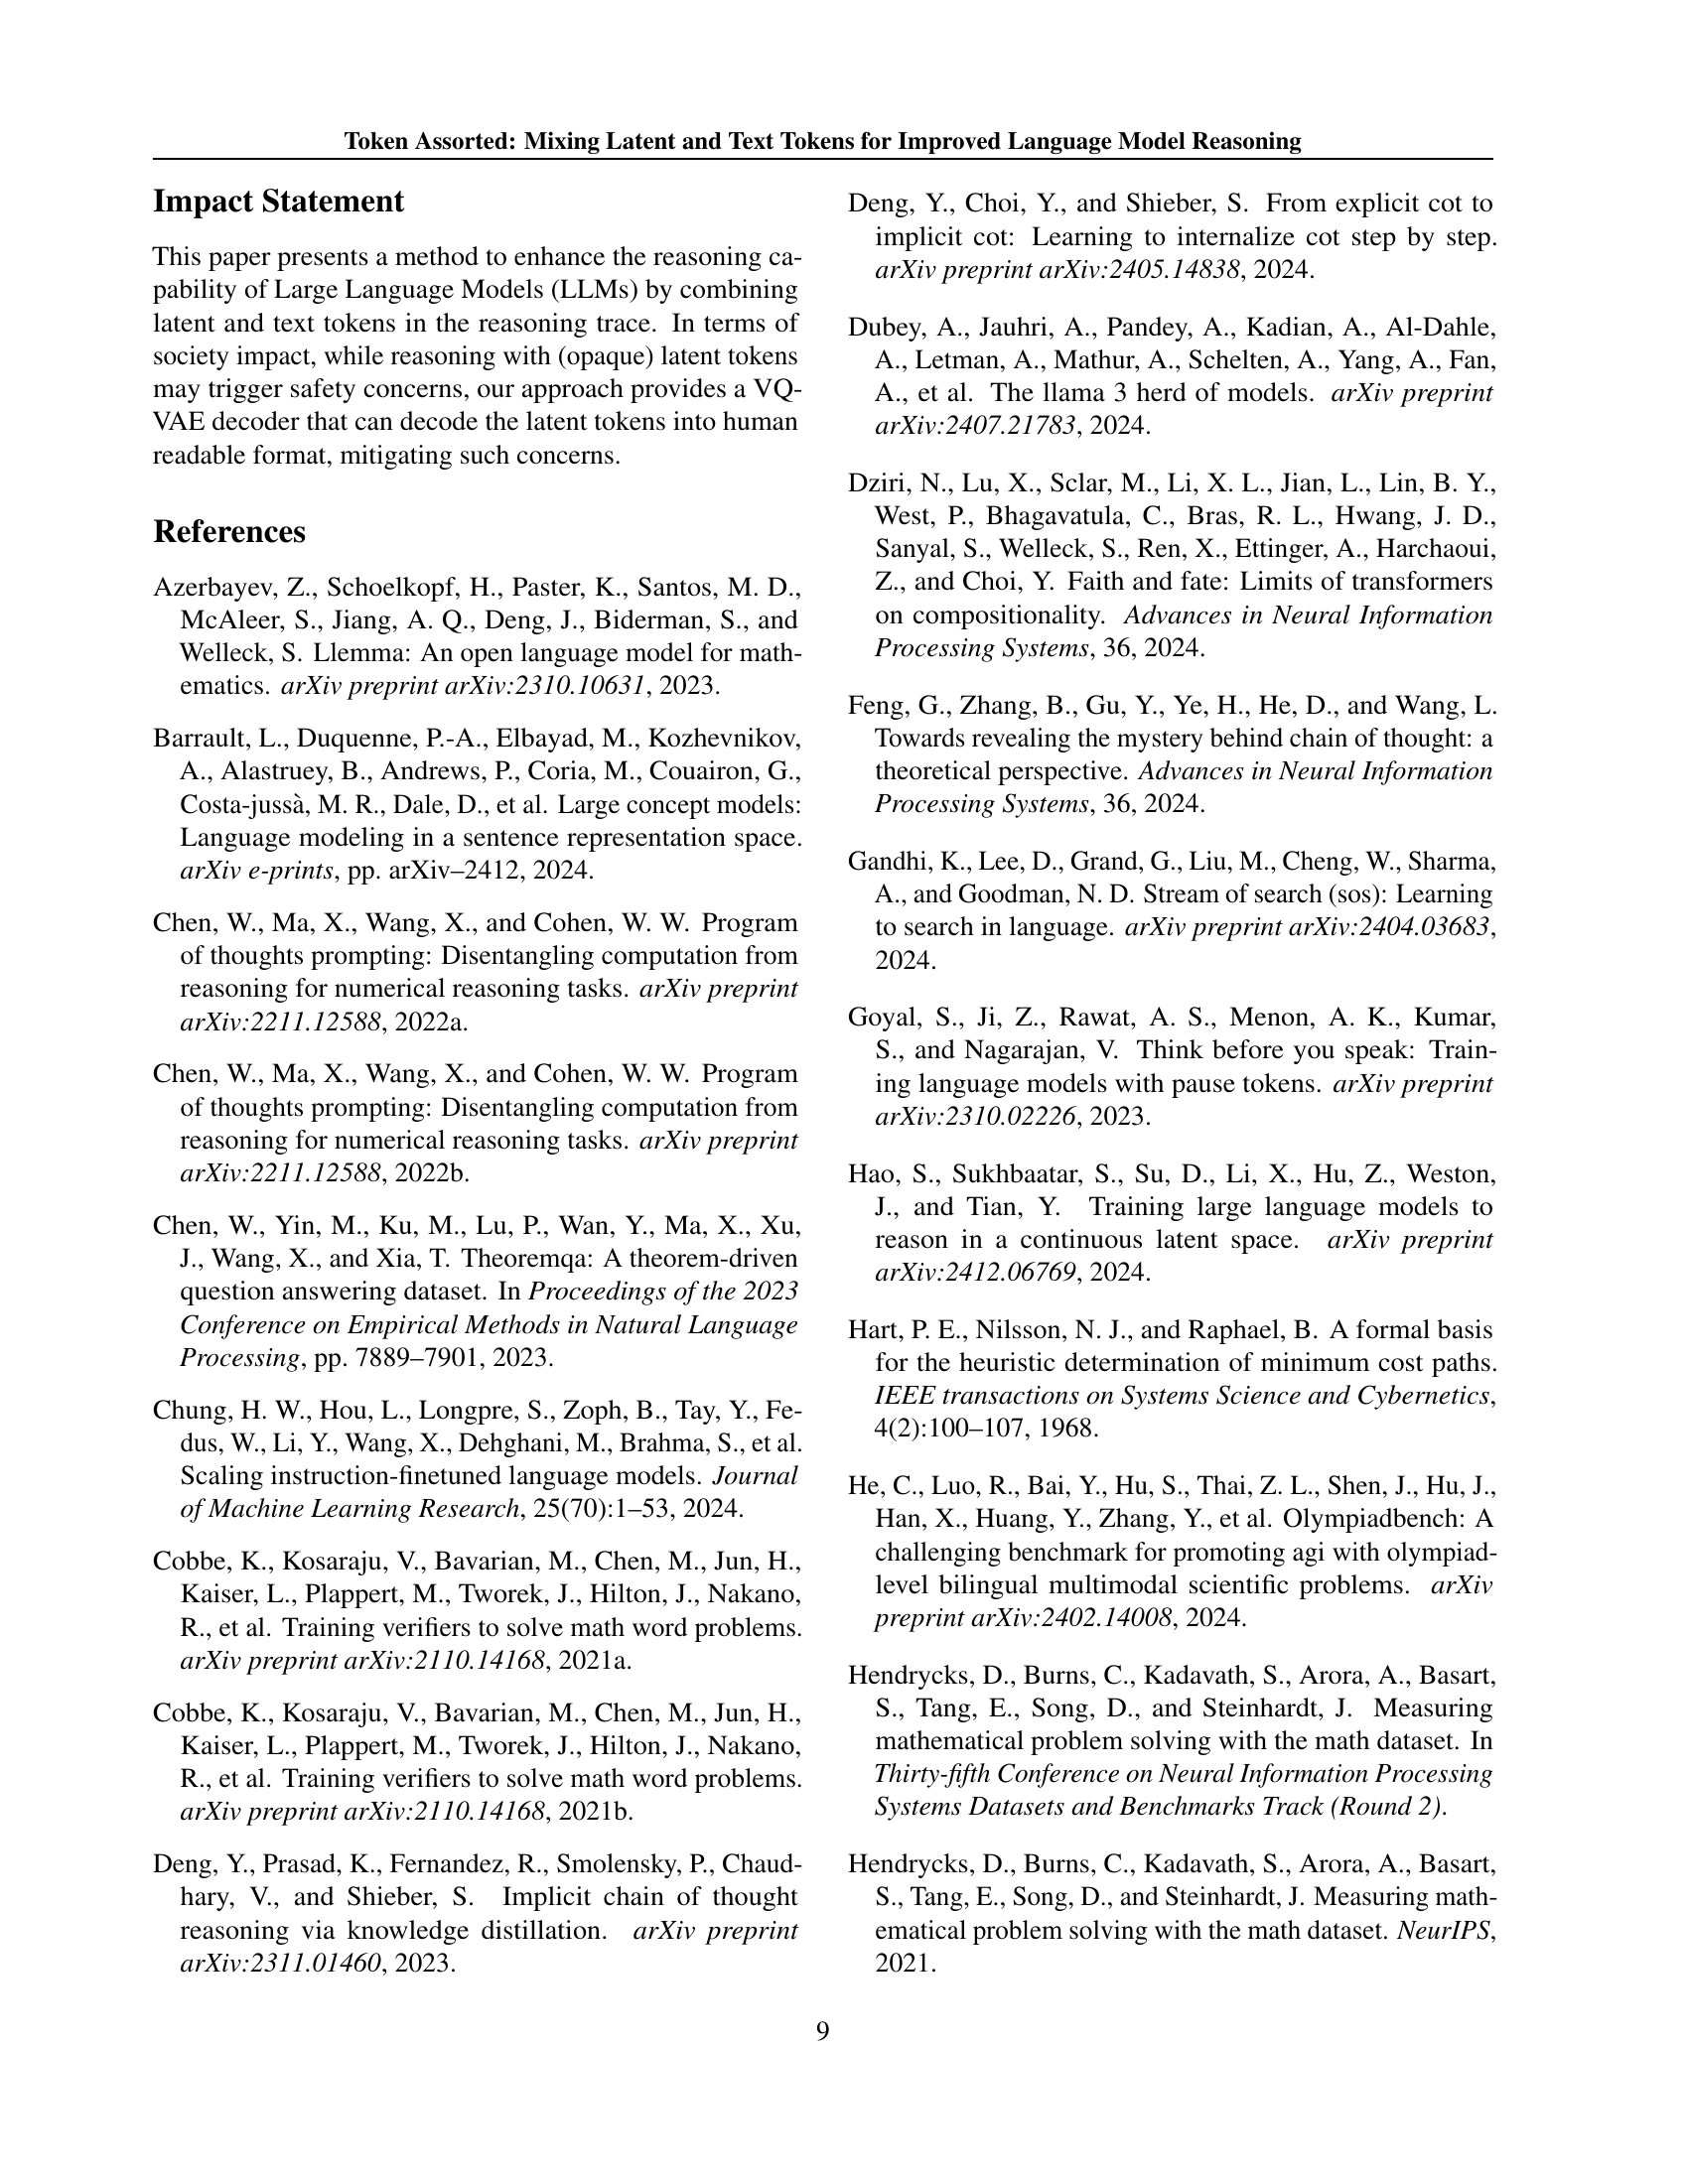 Token Assorted: Mixing Latent and Text Tokens for Improved Language Model Reasoning
Impact Statement
This paper presents a method to enhance the reasoning ca-
pability of Large Language Models (LLMs) by combining
latent and text tokens in the reasoning trace. In terms of
society impact, while reasoning with (opaque) latent tokens
may trigger safety concerns, our approach provides a VQ-
VAE decoder that can decode the latent tokens into human
readable format, mitigating such concerns.
References
Azerbayev, Z., Schoelkopf, H., Paster, K., Santos, M. D.,
McAleer, S., Jiang, A. Q., Deng, J., Biderman, S., and
Welleck, S. Llemma: An open language model for math-
ematics. arXiv preprint arXiv:2310.10631, 2023.
Barrault, L., Duquenne, P.-A., Elbayad, M., Kozhevnikov,
A., Alastruey, B., Andrews, P., Coria, M., Couairon, G.,
Costa-jussà, M. R., Dale, D., et al. Large concept models:
Language modeling in a sentence representation space.
arXiv e-prints, pp. arXiv–2412, 2024.
Chen, W., Ma, X., Wang, X., and Cohen, W. W. Program
of thoughts prompting: Disentangling computation from
reasoning for numerical reasoning tasks. arXiv preprint
arXiv:2211.12588, 2022a.
Chen, W., Ma, X., Wang, X., and Cohen, W. W. Program
of thoughts prompting: Disentangling computation from
reasoning for numerical reasoning tasks. arXiv preprint
arXiv:2211.12588, 2022b.
Chen, W., Yin, M., Ku, M., Lu, P., Wan, Y., Ma, X., Xu,
J., Wang, X., and Xia, T. Theoremqa: A theorem-driven
question answering dataset. In Proceedings of the 2023
Conference on Empirical Methods in Natural Language
Processing, pp. 7889–7901, 2023.
Chung, H. W., Hou, L., Longpre, S., Zoph, B., Tay, Y., Fe-
dus, W., Li, Y., Wang, X., Dehghani, M., Brahma, S., et al.
Scaling instruction-finetuned language models. Journal
of Machine Learning Research, 25(70):1–53, 2024.
Cobbe, K., Kosaraju, V., Bavarian, M., Chen, M., Jun, H.,
Kaiser, L., Plappert, M., Tworek, J., Hilton, J., Nakano,
R., et al. Training verifiers to solve math word problems.
arXiv preprint arXiv:2110.14168, 2021a.
Cobbe, K., Kosaraju, V., Bavarian, M., Chen, M., Jun, H.,
Kaiser, L., Plappert, M., Tworek, J., Hilton, J., Nakano,
R., et al. Training verifiers to solve math word problems.
arXiv preprint arXiv:2110.14168, 2021b.
Deng, Y., Prasad, K., Fernandez, R., Smolensky, P., Chaud-
hary, V., and Shieber, S. Implicit chain of thought
reasoning via knowledge distillation. arXiv preprint
arXiv:2311.01460, 2023.
Deng, Y., Choi, Y., and Shieber, S. From explicit cot to
implicit cot: Learning to internalize cot step by step.
arXiv preprint arXiv:2405.14838, 2024.
Dubey, A., Jauhri, A., Pandey, A., Kadian, A., Al-Dahle,
A., Letman, A., Mathur, A., Schelten, A., Yang, A., Fan,
A., et al. The llama 3 herd of models. arXiv preprint
arXiv:2407.21783, 2024.
Dziri, N., Lu, X., Sclar, M., Li, X. L., Jian, L., Lin, B. Y.,
West, P., Bhagavatula, C., Bras, R. L., Hwang, J. D.,
Sanyal, S., Welleck, S., Ren, X., Ettinger, A., Harchaoui,
Z., and Choi, Y. Faith and fate: Limits of transformers
on compositionality. Advances in Neural Information
Processing Systems, 36, 2024.
Feng, G., Zhang, B., Gu, Y., Ye, H., He, D., and Wang, L.
Towards revealing the mystery behind chain of thought: a
theoretical perspective. Advances in Neural Information
Processing Systems, 36, 2024.
Gandhi, K., Lee, D., Grand, G., Liu, M., Cheng, W., Sharma,
A., and Goodman, N. D. Stream of search (sos): Learning
to search in language. arXiv preprint arXiv:2404.03683,
2024.
Goyal, S., Ji, Z., Rawat, A. S., Menon, A. K., Kumar,
S., and Nagarajan, V. Think before you speak: Train-
ing language models with pause tokens. arXiv preprint
arXiv:2310.02226, 2023.
Hao, S., Sukhbaatar, S., Su, D., Li, X., Hu, Z., Weston,
J., and Tian, Y. Training large language models to
reason in a continuous latent space. arXiv preprint
arXiv:2412.06769, 2024.
Hart, P. E., Nilsson, N. J., and Raphael, B. A formal basis
for the heuristic determination of minimum cost paths.
IEEE transactions on Systems Science and Cybernetics,
4(2):100–107, 1968.
He, C., Luo, R., Bai, Y., Hu, S., Thai, Z. L., Shen, J., Hu, J.,
Han, X., Huang, Y., Zhang, Y., et al. Olympiadbench: A
challenging benchmark for promoting agi with olympiad-
level bilingual multimodal scientific problems. arXiv
preprint arXiv:2402.14008, 2024.
Hendrycks, D., Burns, C., Kadavath, S., Arora, A., Basart,
S., Tang, E., Song, D., and Steinhardt, J. Measuring
mathematical problem solving with the math dataset. In
Thirty-fifth Conference on Neural Information Processing
Systems Datasets and Benchmarks Track (Round 2).
Hendrycks, D., Burns, C., Kadavath, S., Arora, A., Basart,
S., Tang, E., Song, D., and Steinhardt, J. Measuring math-
ematical problem solving with the math dataset. NeurIPS,
2021.
9